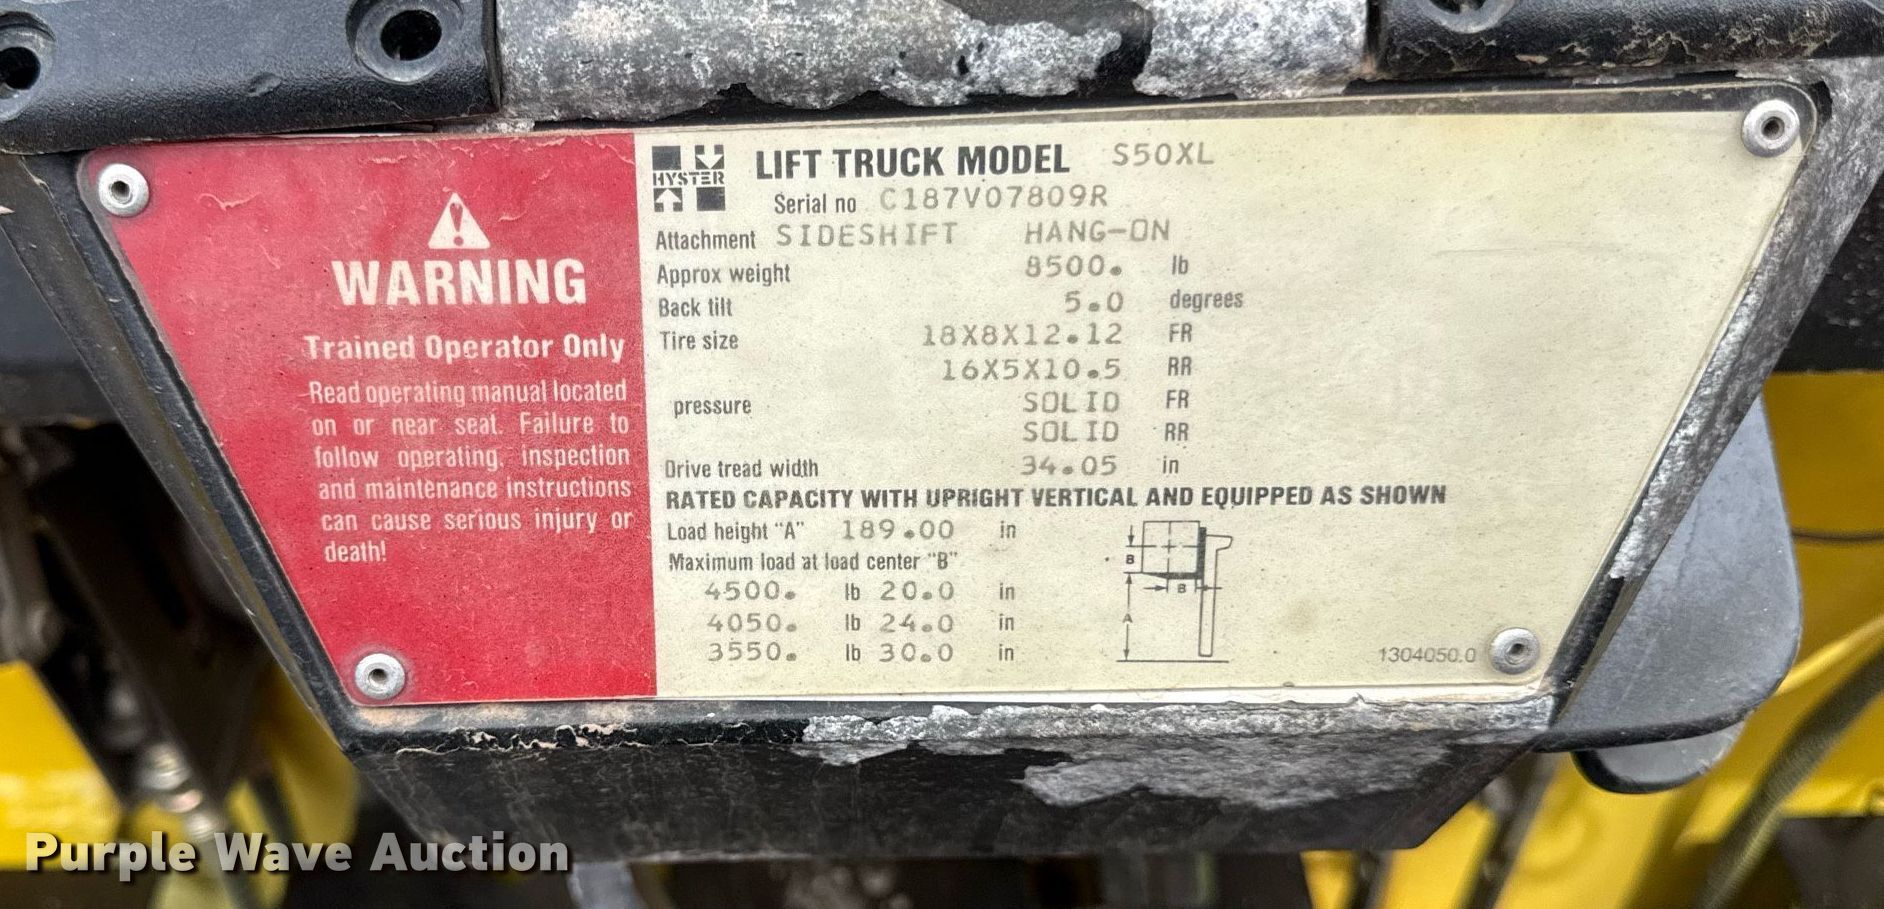 WARNING
Trained Operator Only
Read operating manual located
on or near seat. Failure to
follow operating, inspection
and maintenance instructions
can cause serious injury or
death!
HYSTER
LIFT TRUCK MODEL S50XL
Serial no C187V07809R
Attachment SIDESHIFT HANG-ON
Approx weight 8500. lb
Back tilt 5.0 degrees
Tire size 18X8X12.12 FR
16X5X10.5 RR
pressure SOLID FR
SOLID RR
Drive tread width 34.05 in
RATED CAPACITY WITH UPRIGHT VERTICAL AND EQUIPPED AS SHOWN
Load height "A" 189.00 in
Maximum load at load center "B"
4500. lb 20.0 in
4050. lb 24.0 in
3550. lb 30.0 in
B
B
A
1304050.0
Purple Wave Auction